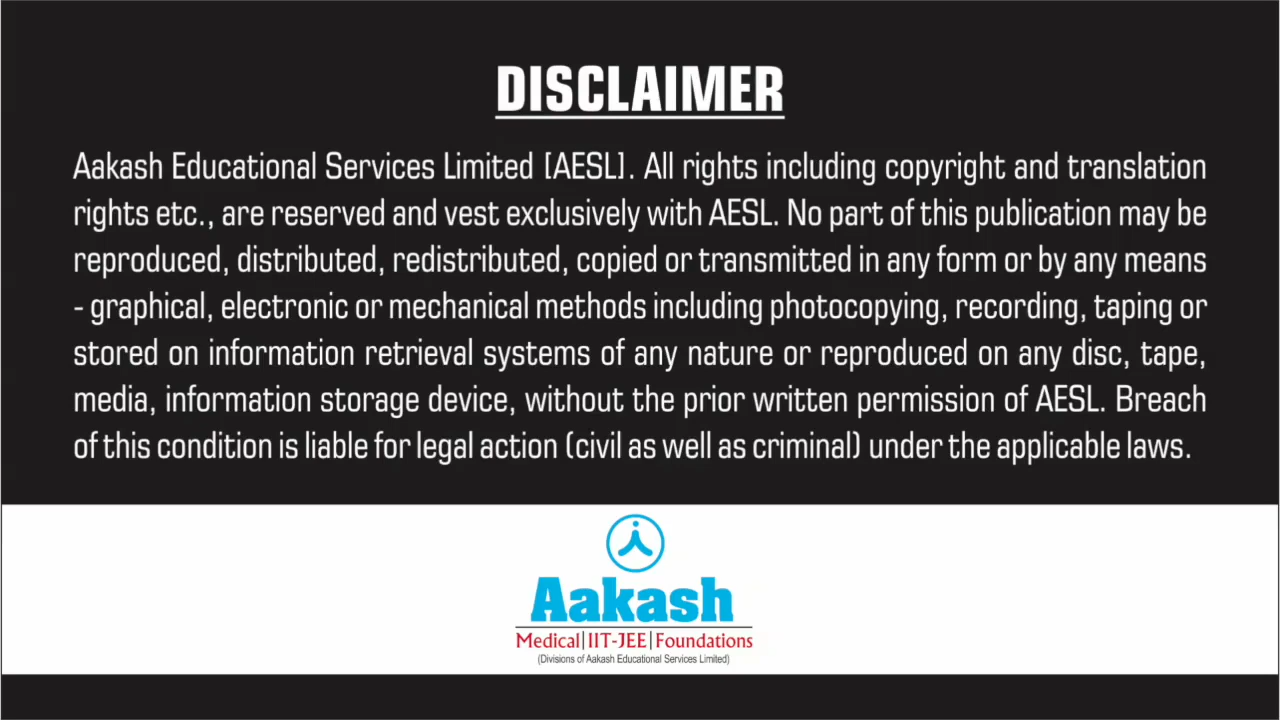 DISCLAIMER
Aakash Educational Services Limited [AESL]. All rights including copyright and translation
rights etc., are reserved and vest exclusively with AESL. No part of this publication may be
reproduced, distributed, redistributed, copied or transmitted in any form or by any means
- graphical, electronic or mechanical methods including photocopying, recording, taping or
stored on information retrieval systems of any nature or reproduced on any disc, tape,
media, information storage device, without the prior written permission of AESL. Breach
of this condition is liable for legal action (civil as well as criminal) under the applicable laws.
Aakash
Medical|IIT-JEE|Foundations
(Divisions of Aakash Educational Services Limited)